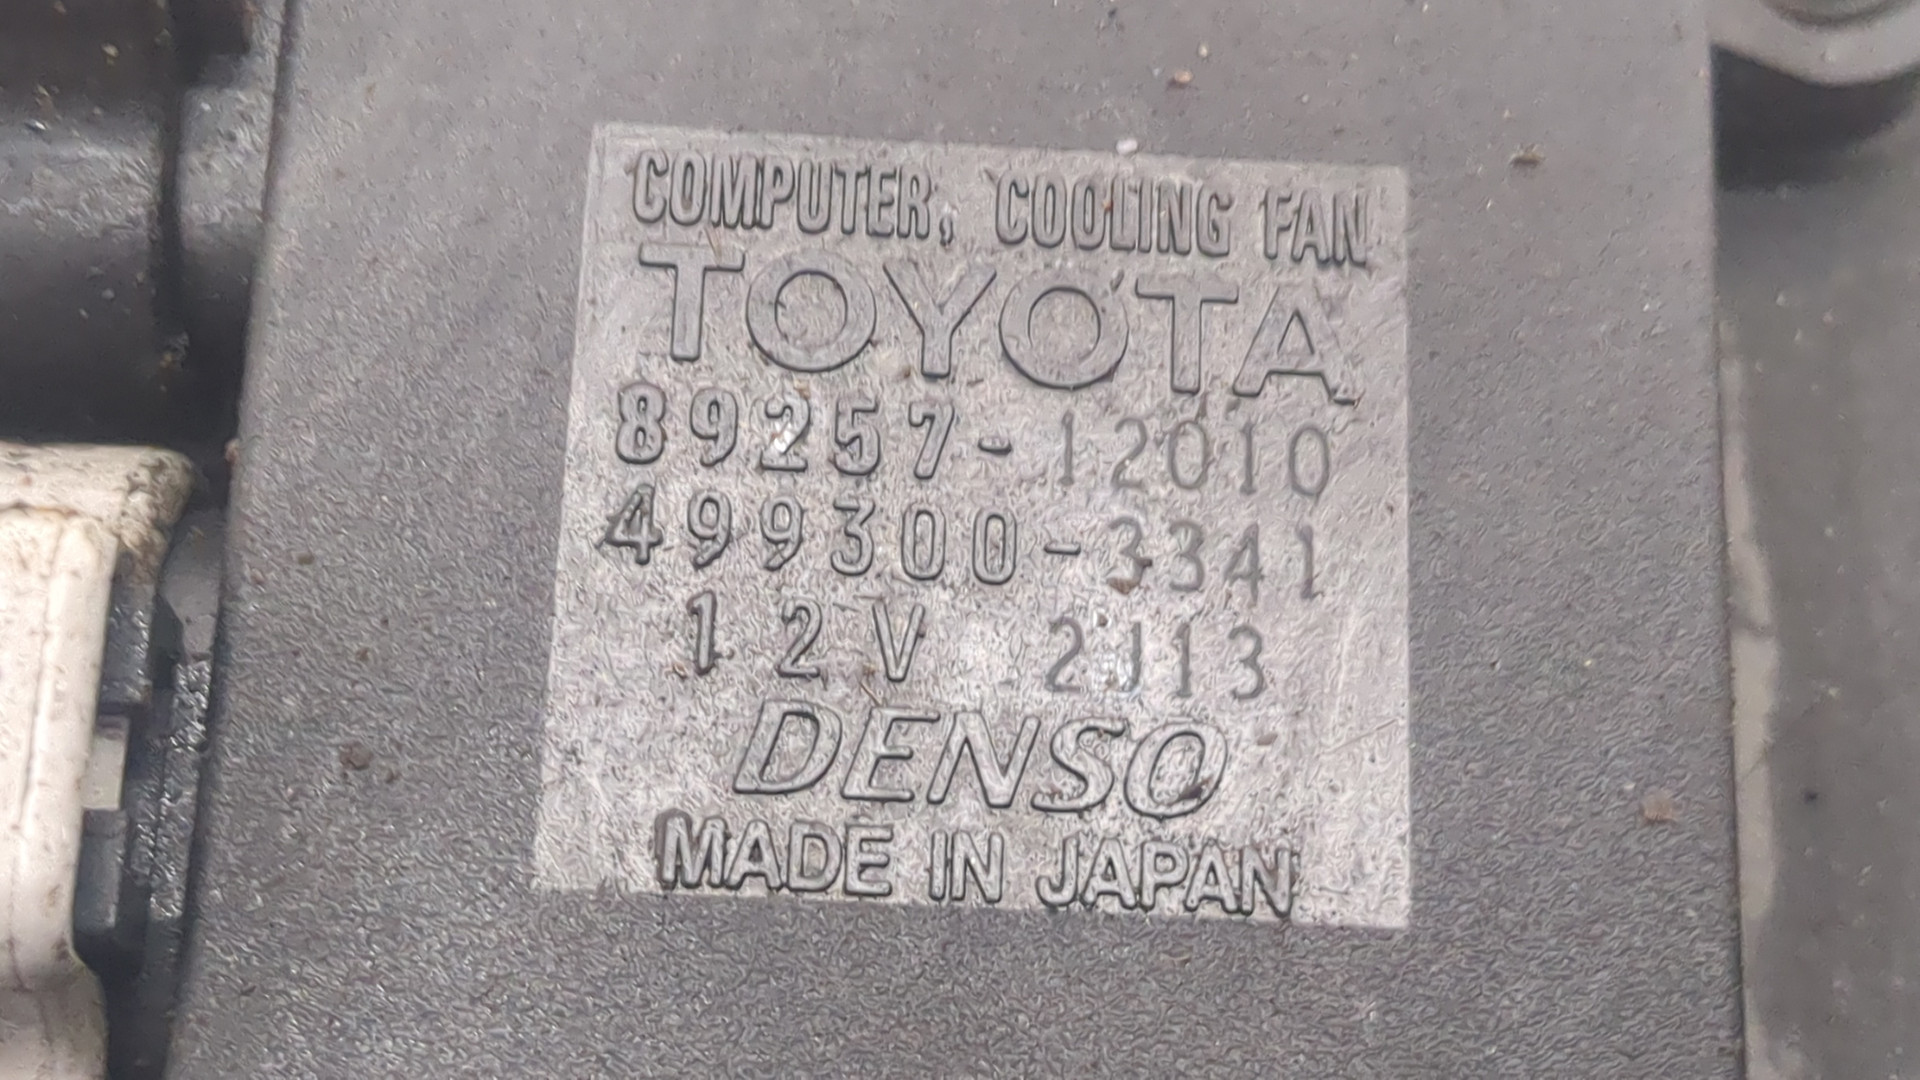 COMPUTER, COOLING FAN
TOYOTA
89257-12010
499300-3341
12V 2J13
DENSO
MADE IN JAPAN